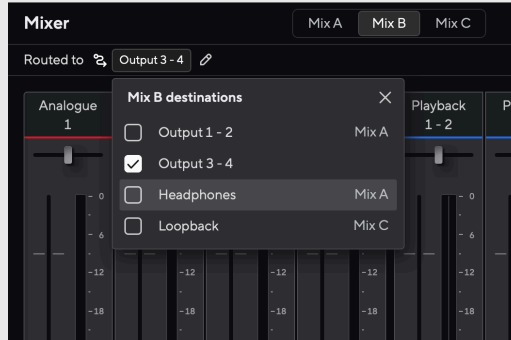 Mixer
Mix A Mix B Mix C
Routed to Output 3 - 4
Mix B destinations
Output 1 - 2 Mix A
Output 3 - 4
Headphones Mix A
Loopback Mix C
Analogue
1
Playback
1 - 2
P
0 0
6 6
-12 -12 -12 -12 -12
-18 -18 -18 -18 -18